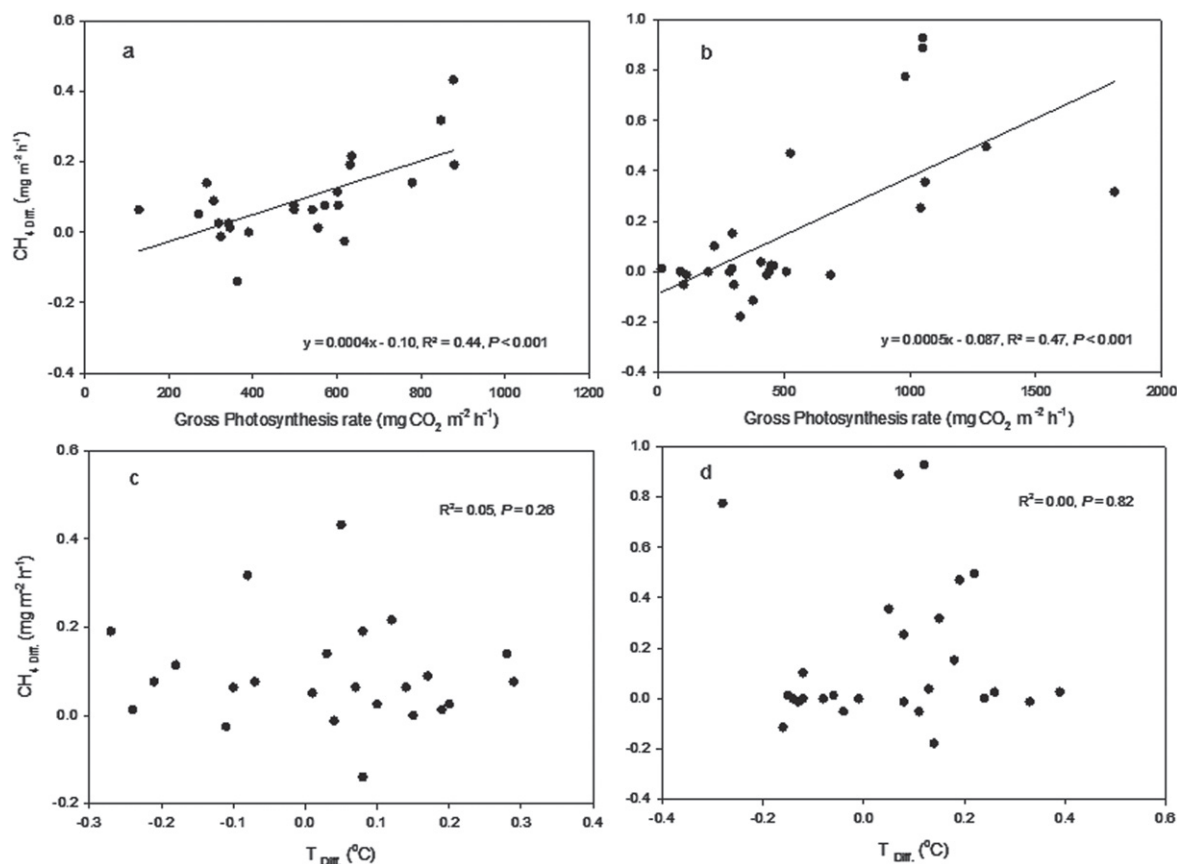 0.6
0.4
0.2
0.0
-0.2
-0.4
CH4 Diff. (mg m-2 h-1)
a
y = 0.0004x - 0.10, R² = 0.44, P < 0.001
0 200 400 600 800 1000 1200
Gross Photosynthesis rate (mg CO2 m-2 h-1)
1.0
0.8
0.6
0.4
0.2
0.0
-0.2
-0.4
b
y = 0.0005x - 0.087, R² = 0.47, P < 0.001
0 500 1000 1500 2000
Gross Photosynthesis rate (mg CO2 m-2 h-1)
0.6
0.4
0.2
0.0
-0.2
CH4 Diff. (mg m-2 h-1)
c
R² = 0.05, P = 0.26
-0.3 -0.2 -0.1 0.0 0.1 0.2 0.3 0.4
T Diff. (°C)
1.0
0.8
0.6
0.4
0.2
0.0
-0.2
-0.4
d
R² = 0.00, P = 0.82
-0.4 -0.2 0.0 0.2 0.4 0.6
T Diff. (°C)